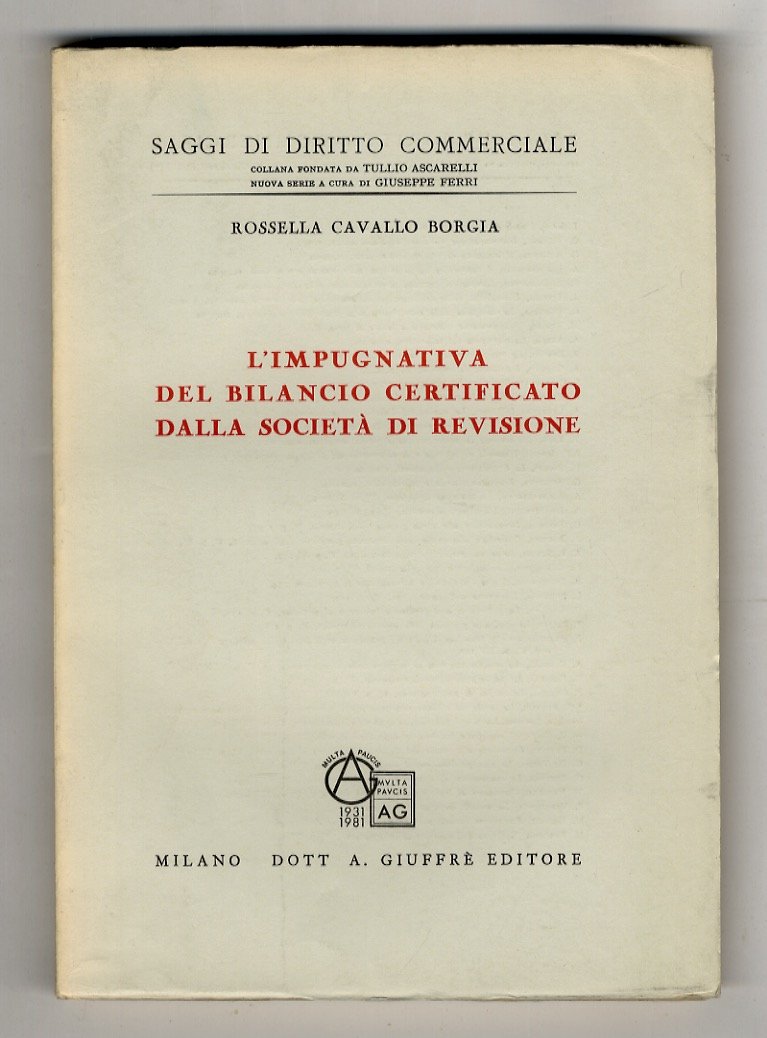 SAGGI DI DIRITTO COMMERCIALE
COLLANA FONDATA DA TULLIO ASCARELLI
NUOVA SERIE A CURA DI GIUSEPPE FERRI
ROSSELLA CAVALLO BORGIA
L'IMPUGNATIVA
DEL BILANCIO CERTIFICATO
DALLA SOCIETÀ DI REVISIONE
MULTA PAUCIS
AG
1931
1981
MVLTA
PAVCIS
AG
MILANO DOTT A. GIUFFRÈ EDITORE